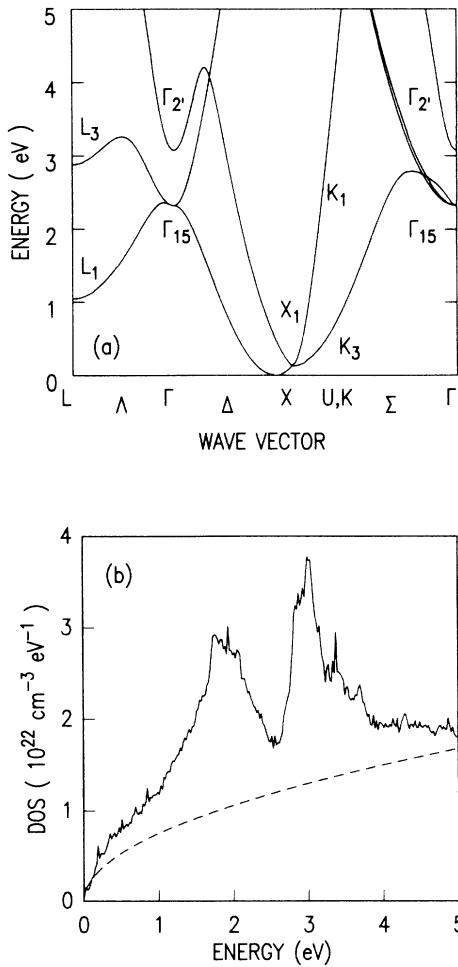 5
4
3
2
1
0
ENERGY ( eV)
L3
L1
Γ2'
Γ15
X1
K1
K3
Γ2'
Γ15
(a)
L Λ Γ Δ X U,K Σ Γ
WAVE VECTOR
4
3
2
1
0
DOS ( 10²² cm⁻³ eV⁻¹)
(b)
0 1 2 3 4 5
ENERGY (eV)